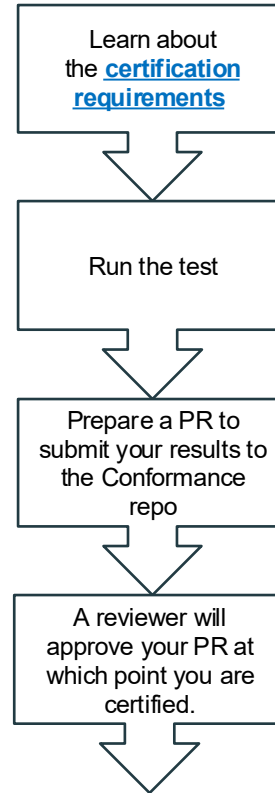 Learn about
the certification
requirements
Run the test
Prepare a PR to
submit your results to
the Conformance
repo
A reviewer will
approve your PR at
which point you are
certified.